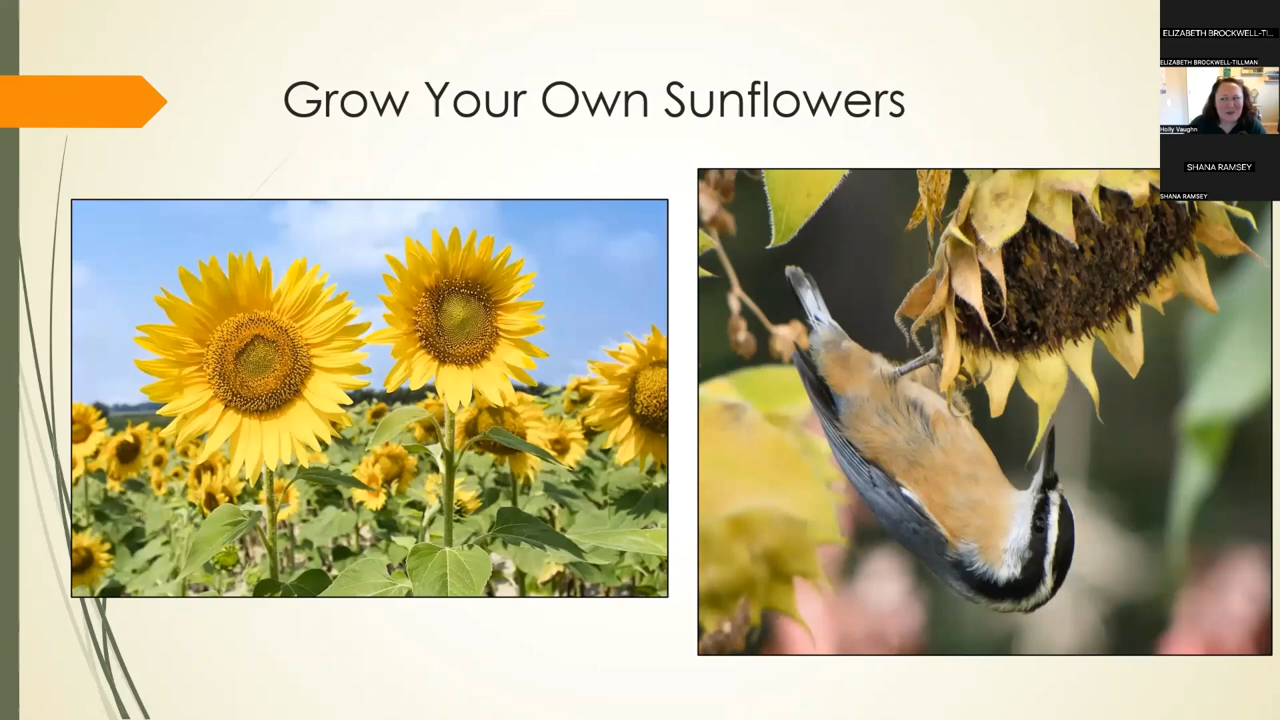 Grow Your Own Sunflowers
ELIZABETH BROCKWELL-TI...
ELIZABETH BROCKWELL-TILLMAN
Holly Vaughn
SHANA RAMSEY
SHANA RAMSEY